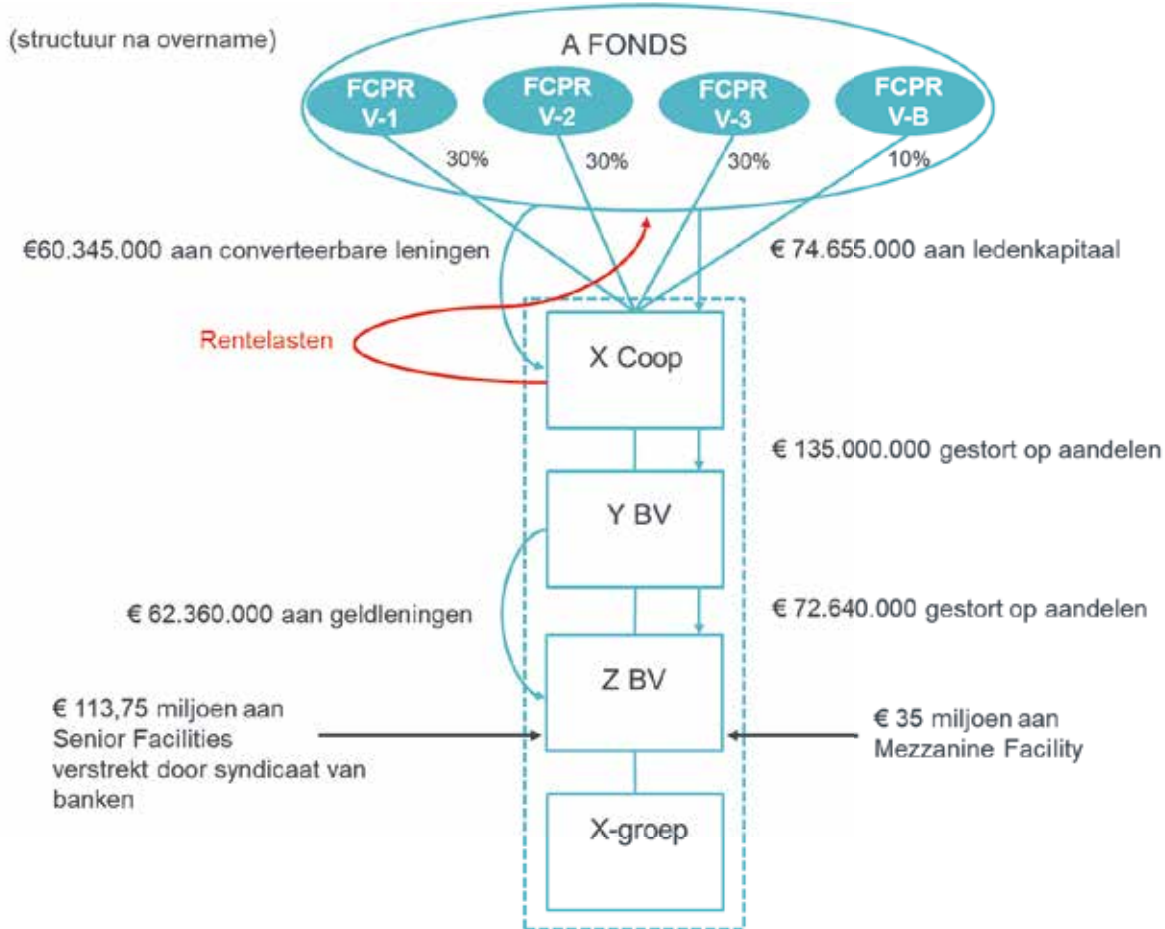 (structuur na overname)
A FONDS
FCPR
V-1
FCPR
V-2
FCPR
V-3
FCPR
V-B
30%
30%
30%
10%
€60.345.000 aan converteerbare leningen
€ 74.655.000 aan ledenkapitaal
Rentelasten
X Coop
€ 135.000.000 gestort op aandelen
Y BV
€ 62.360.000 aan geldleningen
€ 72.640.000 gestort op aandelen
Z BV
€ 113,75 miljoen aan
Senior Facilities
verstrekt door syndicaat van
banken
€ 35 miljoen aan
Mezzanine Facility
X-groep